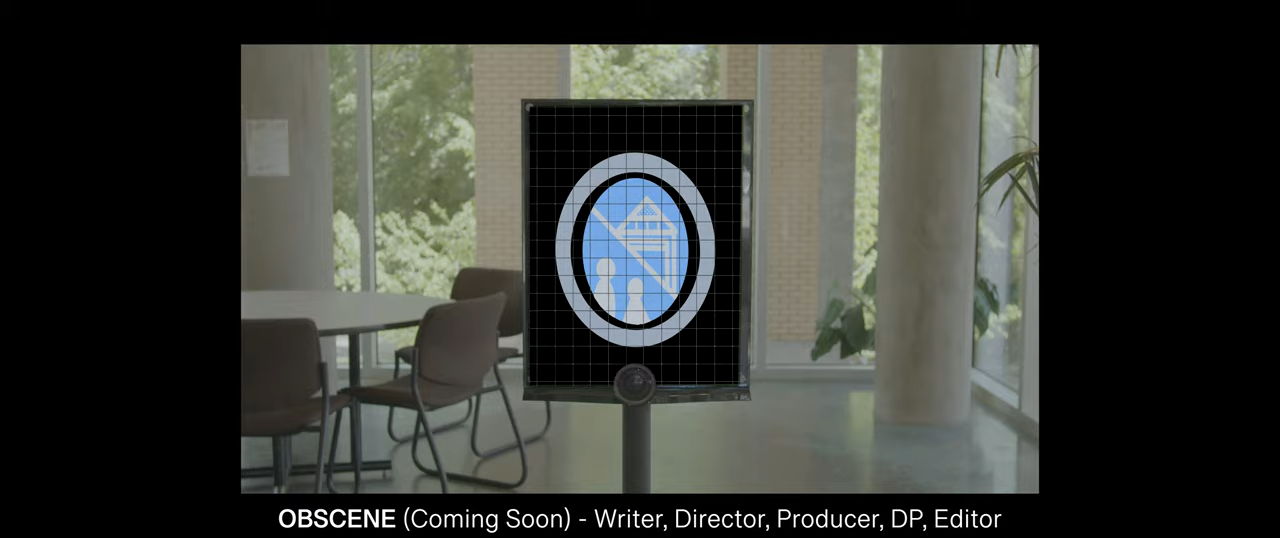 OBSCENE (Coming Soon) - Writer, Director, Producer, DP, Editor